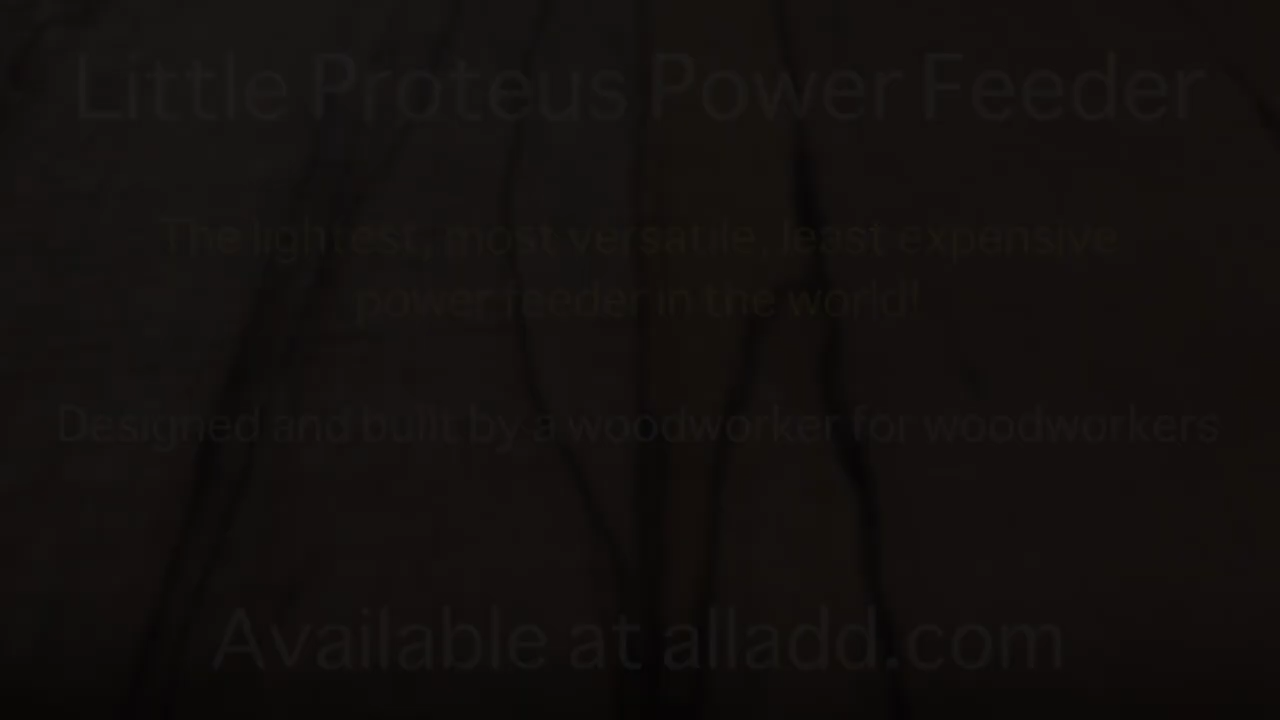 Little Proteus Power Feeder
The lightest, most versatile, least expensive
power feeder in the world!
Designed and built by a woodworker for woodworkers
Available at alladd.com